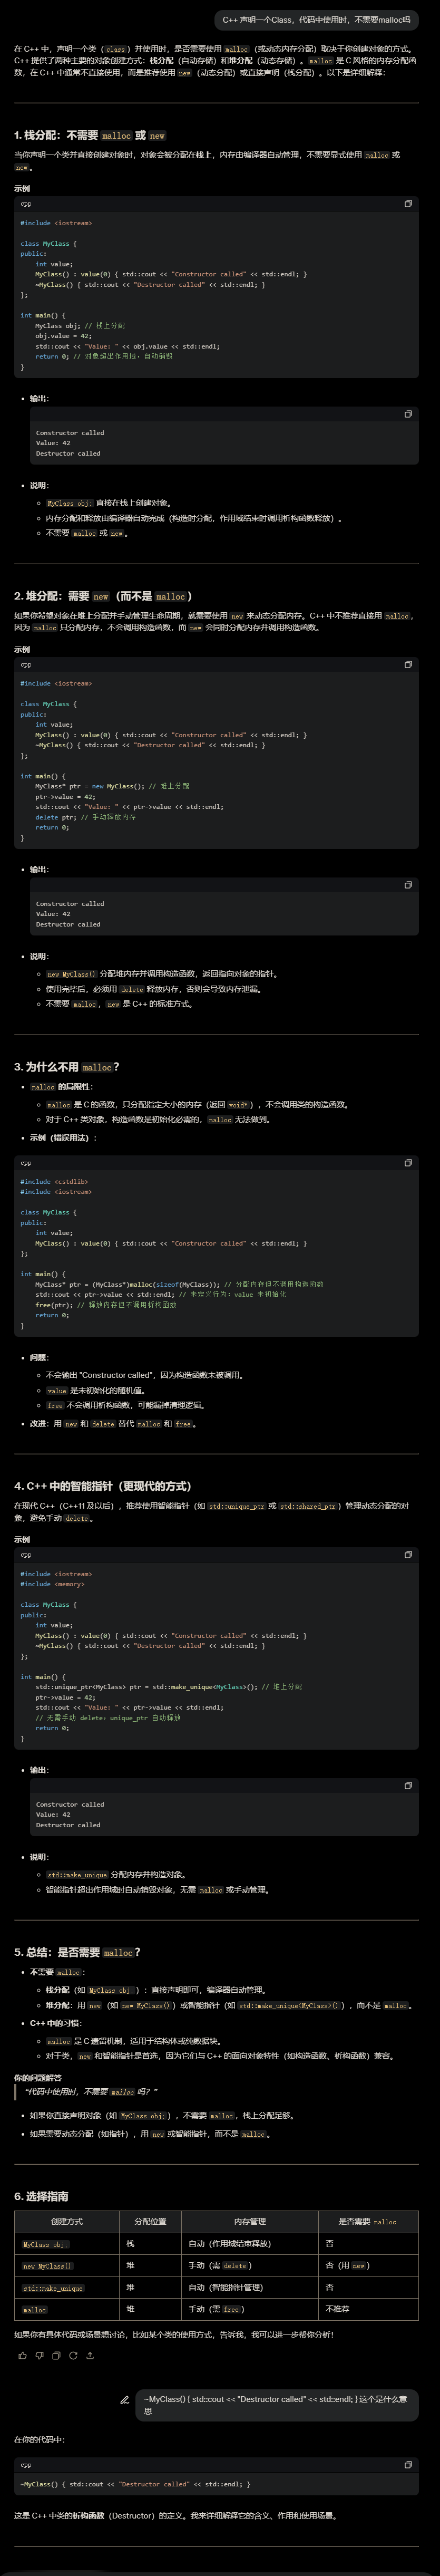 C++ 声明一个Class，代码中使用时，不需要malloc吗
在 C++ 中，声明一个类（class）并使用时，是否需要使用 malloc（或动态内存分配）取决于你创建对象的方式。
C++ 提供了两种主要的对象创建方式：栈分配（自动存储）和堆分配（动态存储）。malloc 是 C 风格的内存分配函
数，在 C++ 中通常不直接使用，而是推荐使用 new（动态分配）或直接声明（栈分配）。以下是详细解释：
1. 栈分配：不需要 malloc 或 new
当你声明一个类并直接创建对象时，对象会被分配在栈上，内存由编译器自动管理，不需要显式使用 malloc 或
new。
示例
cpp
#include <iostream>
class MyClass {
public:
int value;
MyClass() : value(0) { std::cout << "Constructor called" << std::endl; }
~MyClass() { std::cout << "Destructor called" << std::endl; }
};
int main() {
MyClass obj; // 栈上分配
obj.value = 42;
std::cout << "Value: " << obj.value << std::endl;
return 0; // 对象超出作用域，自动销毁
}
• 输出：
Constructor called
Value: 42
Destructor called
• 说明：
MyClass obj; 直接在栈上创建对象。
内存分配和释放由编译器自动完成（构造时分配，作用域结束时调用析构函数释放）。
不需要 malloc 或 new。
2. 堆分配：需要 new（而不是 malloc）
如果你希望对象在堆上分配并手动管理生命周期，就需要使用 new 来动态分配内存。C++ 中不推荐直接用 malloc，
因为 malloc 只分配内存，不会调用构造函数，而 new 会同时分配内存并调用构造函数。
示例
cpp
#include <iostream>
class MyClass {
public:
int value;
MyClass() : value(0) { std::cout << "Constructor called" << std::endl; }
~MyClass() { std::cout << "Destructor called" << std::endl; }
};
int main() {
MyClass* ptr = new MyClass(); // 堆上分配
ptr->value = 42;
std::cout << "Value: " << ptr->value << std::endl;
delete ptr; // 手动释放内存
return 0;
}
• 输出：
Constructor called
Value: 42
Destructor called
• 说明：
new MyClass() 分配堆内存并调用构造函数，返回指向对象的指针。
使用完毕后，必须用 delete 释放内存，否则会导致内存泄漏。
不需要 malloc，new 是 C++ 的标准方式。
3. 为什么不用 malloc？
• malloc 的局限性：
malloc 是 C 的函数，只分配指定大小的内存（返回 void*），不会调用类的构造函数。
对于 C++ 类对象，构造函数是初始化必需的，malloc 无法做到。
• 示例（错误用法）：
cpp
#include <cstdlib>
#include <iostream>
class MyClass {
public:
int value;
MyClass() : value(0) { std::cout << "Constructor called" << std::endl; }
};
int main() {
MyClass* ptr = (MyClass*)malloc(sizeof(MyClass)); // 分配内存但不调用构造函数
std::cout << ptr->value << std::endl; // 未定义行为：value 未初始化
free(ptr); // 释放内存但不调用析构函数
return 0;
}
• 问题：
不会输出 "Constructor called"，因为构造函数未被调用。
value 是未初始化的随机值。
free 不会调用析构函数，可能漏掉清理逻辑。
• 改进：用 new 和 delete 替代 malloc 和 free。
4. C++ 中的智能指针（更现代的方式）
在现代 C++（C++11 及以后），推荐使用智能指针（如 std::unique_ptr 或 std::shared_ptr）管理动态分配的对
象，避免手动 delete。
示例
cpp
#include <iostream>
#include <memory>
class MyClass {
public:
int value;
MyClass() : value(0) { std::cout << "Constructor called" << std::endl; }
~MyClass() { std::cout << "Destructor called" << std::endl; }
};
int main() {
std::unique_ptr<MyClass> ptr = std::make_unique<MyClass>(); // 堆上分配
ptr->value = 42;
std::cout << "Value: " << ptr->value << std::endl;
// 无需手动 delete，unique_ptr 自动释放
return 0;
}
• 输出：
Constructor called
Value: 42
Destructor called
• 说明：
std::make_unique 分配内存并构造对象。
智能指针超出作用域时自动销毁对象，无需 malloc 或手动管理。
5. 总结：是否需要 malloc？
• 不需要 malloc：
栈分配（如 MyClass obj;）：直接声明即可，编译器自动管理。
堆分配：用 new（如 new MyClass()）或智能指针（如 std::make_unique<MyClass>()），而不是 malloc。
• C++ 中的习惯：
malloc 是 C 遗留机制，适用于结构体或纯数据块。
对于类，new 和智能指针是首选，因为它们与 C++ 的面向对象特性（如构造函数、析构函数）兼容。
你的问题解答
“代码中使用时，不需要 malloc 吗？”
• 如果你直接声明对象（如 MyClass obj;），不需要 malloc，栈上分配足够。
• 如果需要动态分配（如指针），用 new 或智能指针，而不是 malloc。
6. 选择指南
创建方式 分配位置 内存管理 是否需要 malloc
MyClass obj; 栈 自动（作用域结束释放） 否
new MyClass() 堆 手动（需 delete） 否（用 new）
std::make_unique 堆 自动（智能指针管理） 否
malloc 堆 手动（需 free） 不推荐
如果你有具体代码或场景想讨论，比如某个类的使用方式，告诉我，我可以进一步帮你分析！
~MyClass() { std::cout << "Destructor called" << std::endl; } 这个是什么意
思
在你的代码中：
cpp
~MyClass() { std::cout << "Destructor called" << std::endl; }
这是 C++ 中类的析构函数（Destructor）的定义。我来详细解释它的含义、作用和使用场景。